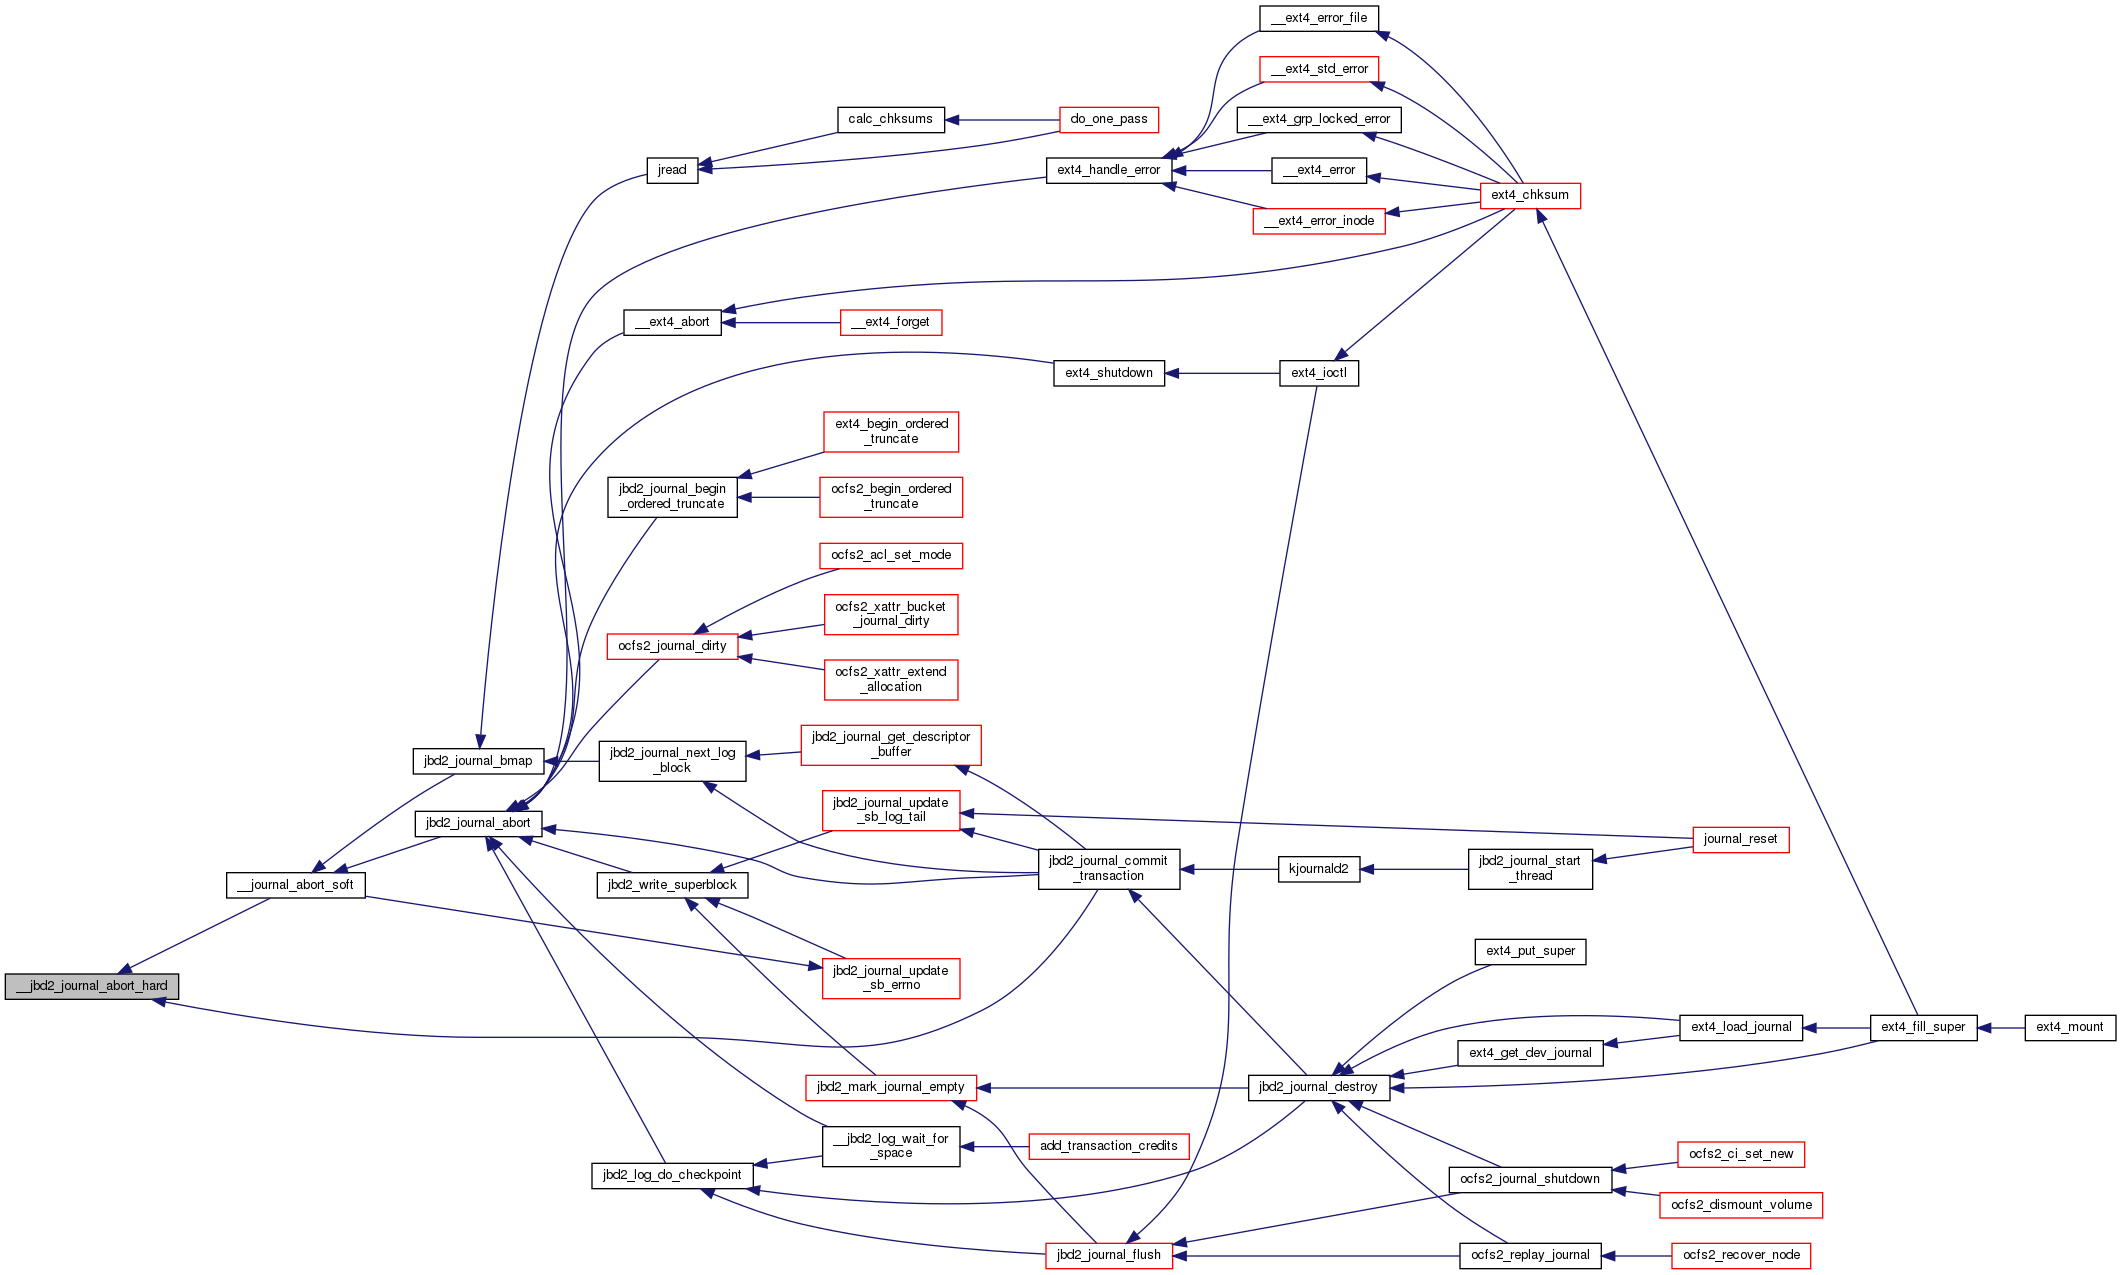 __ext4_error_file
__ext4_std_error
calc_chksums
do_one_pass
__ext4_grp_locked_error
jread
ext4_handle_error
__ext4_error
ext4_chksum
__ext4_error_inode
__ext4_abort
__ext4_forget
ext4_shutdown
ext4_ioctl
ext4_begin_ordered
_truncate
jbd2_journal_begin
_ordered_truncate
ocfs2_begin_ordered
_truncate
ocfs2_acl_set_mode
ocfs2_xattr_bucket
_journal_dirty
ocfs2_journal_dirty
ocfs2_xattr_extend
_allocation
jbd2_journal_get_descriptor
_buffer
jbd2_journal_bmap
jbd2_journal_next_log
_block
jbd2_journal_abort
jbd2_journal_update
_sb_log_tail
journal_reset
jbd2_journal_commit
_transaction
kjournald2
jbd2_journal_start
_thread
__journal_abort_soft
jbd2_write_superblock
ext4_put_super
__jbd2_journal_abort_hard
jbd2_journal_update
_sb_errno
ext4_load_journal
ext4_fill_super
ext4_mount
ext4_get_dev_journal
jbd2_mark_journal_empty
jbd2_journal_destroy
__jbd2_log_wait_for
_space
add_transaction_credits
ocfs2_ci_set_new
jbd2_log_do_checkpoint
ocfs2_journal_shutdown
ocfs2_dismount_volume
jbd2_journal_flush
ocfs2_replay_journal
ocfs2_recover_node